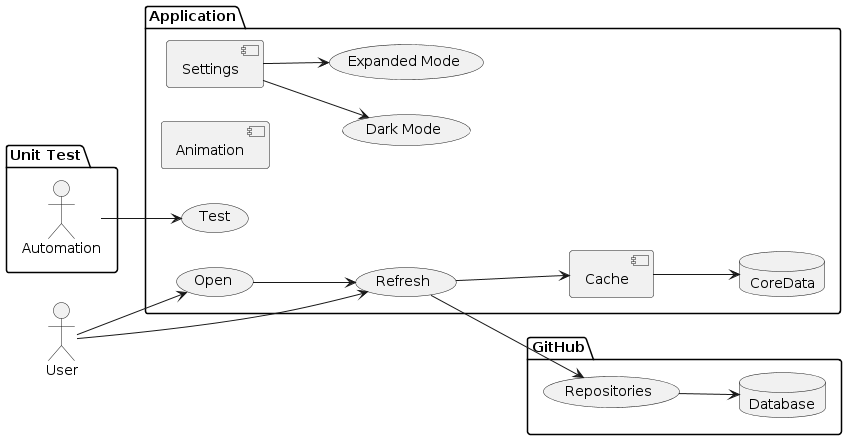 Application
Settings
Expanded Mode
Dark Mode
Animation
Unit Test
Automation
Test
Open
Refresh
Cache
CoreData
User
GitHub
Repositories
Database